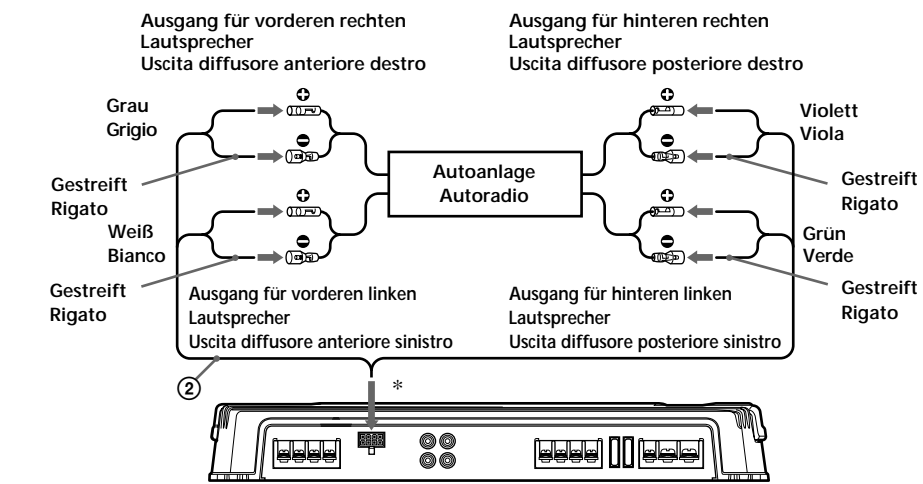 Ausgang für vorderen rechten
Lautsprecher
Uscita diffusore anteriore destro
Ausgang für hinteren rechten
Lautsprecher
Uscita diffusore posteriore destro
Grau
Grigio
Violett
Viola
Autoanlage
Autoradio
Gestreift
Rigato
Gestreift
Rigato
Weiß
Bianco
Grün
Verde
Gestreift
Rigato
Gestreift
Rigato
Ausgang für vorderen linken
Lautsprecher
Uscita diffusore anteriore sinistro
Ausgang für hinteren linken
Lautsprecher
Uscita diffusore posteriore sinistro
②
*